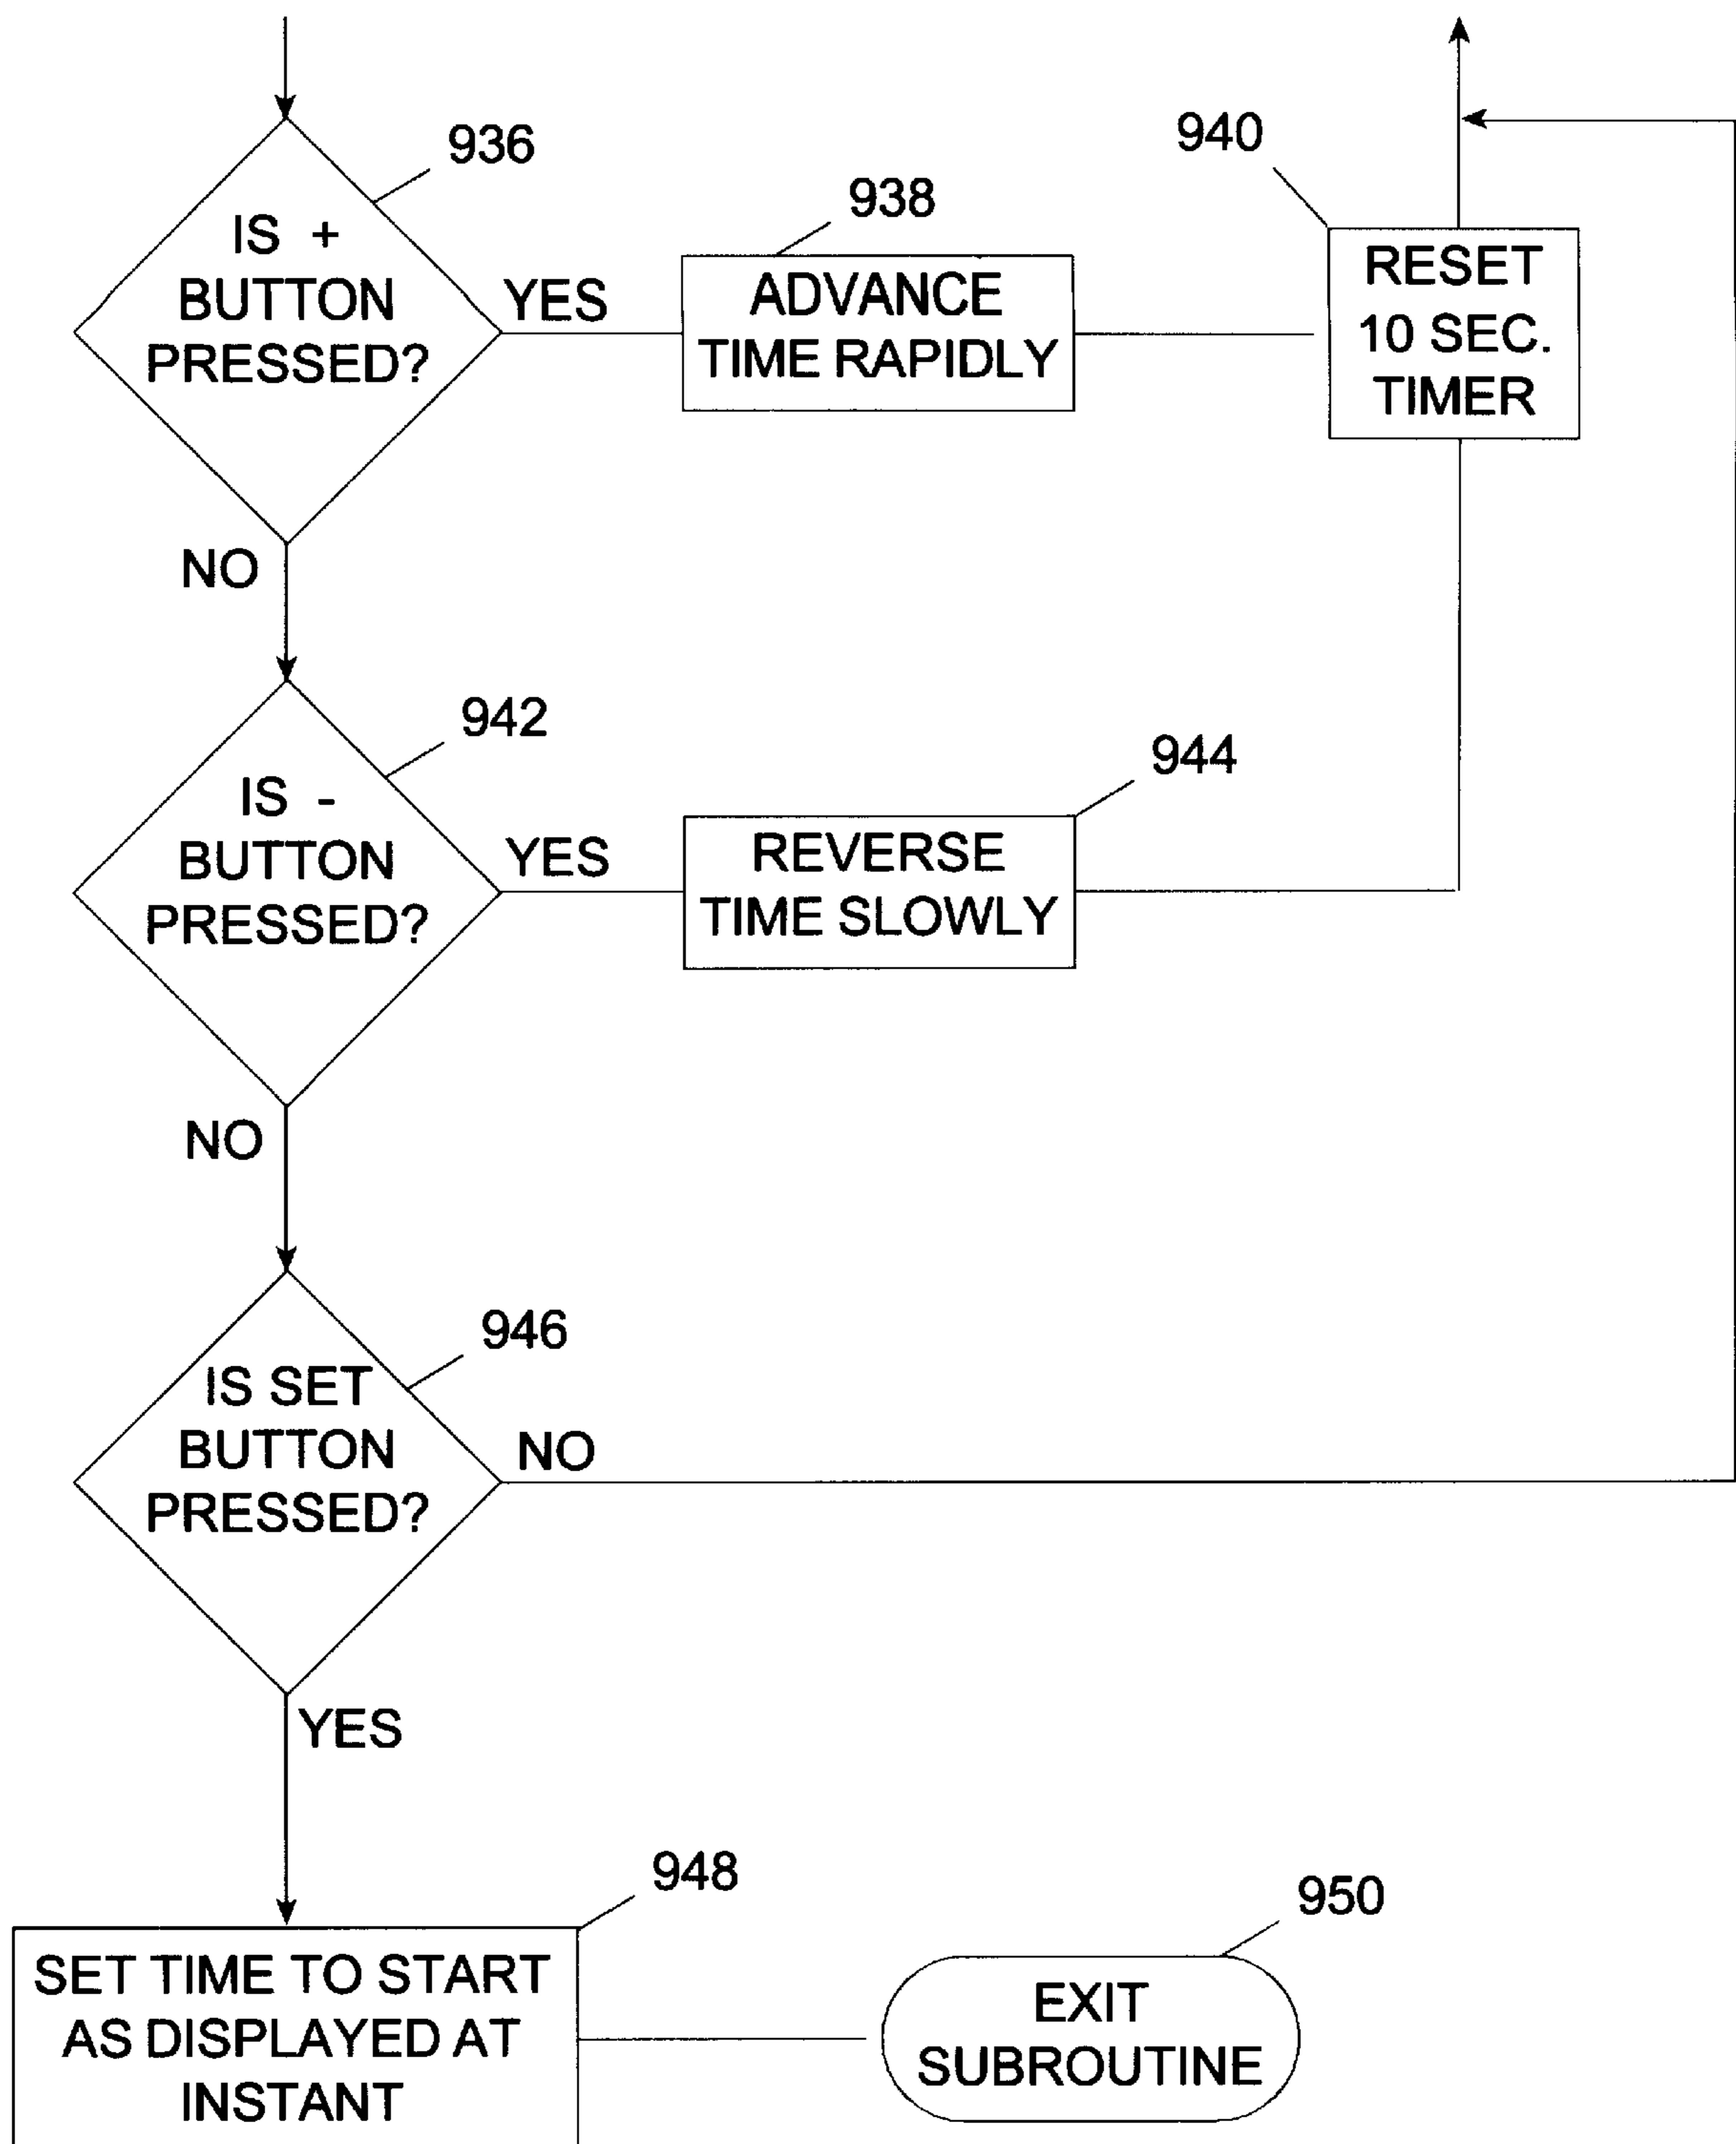 936
IS +
BUTTON
PRESSED?
YES
938
ADVANCE
TIME RAPIDLY
940
RESET
10 SEC.
TIMER
NO
942
IS -
BUTTON
PRESSED?
YES
944
REVERSE
TIME SLOWLY
NO
946
IS SET
BUTTON
PRESSED?
NO
YES
948
SET TIME TO START
AS DISPLAYED AT
INSTANT
950
EXIT
SUBROUTINE